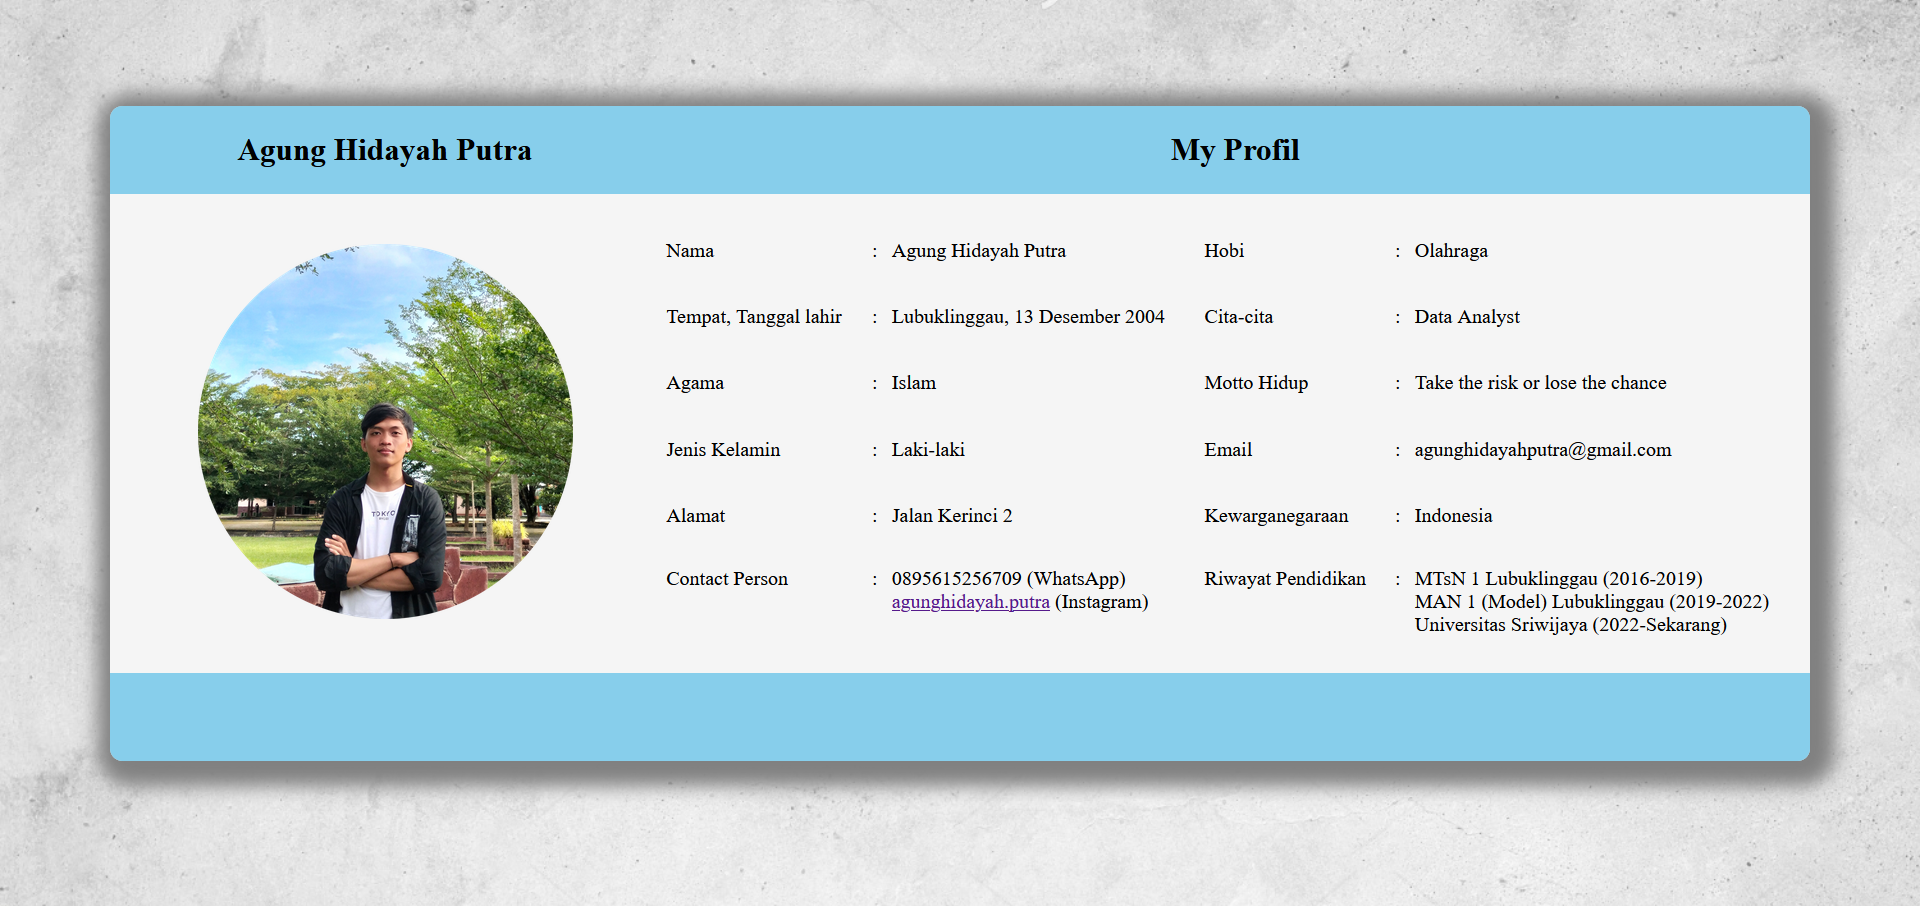 Agung Hidayah Putra
My Profil
TOKYO
Nama : Agung Hidayah Putra
Tempat, Tanggal lahir : Lubuklinggau, 13 Desember 2004
Agama : Islam
Jenis Kelamin : Laki-laki
Alamat : Jalan Kerinci 2
Contact Person : 0895615256709 (WhatsApp)
agunghidayah.putra (Instagram)
Hobi : Olahraga
Cita-cita : Data Analyst
Motto Hidup : Take the risk or lose the chance
Email : agunghidayahputra@gmail.com
Kewarganegaraan : Indonesia
Riwayat Pendidikan : MTsN 1 Lubuklinggau (2016-2019)
MAN 1 (Model) Lubuklinggau (2019-2022)
Universitas Sriwijaya (2022-Sekarang)